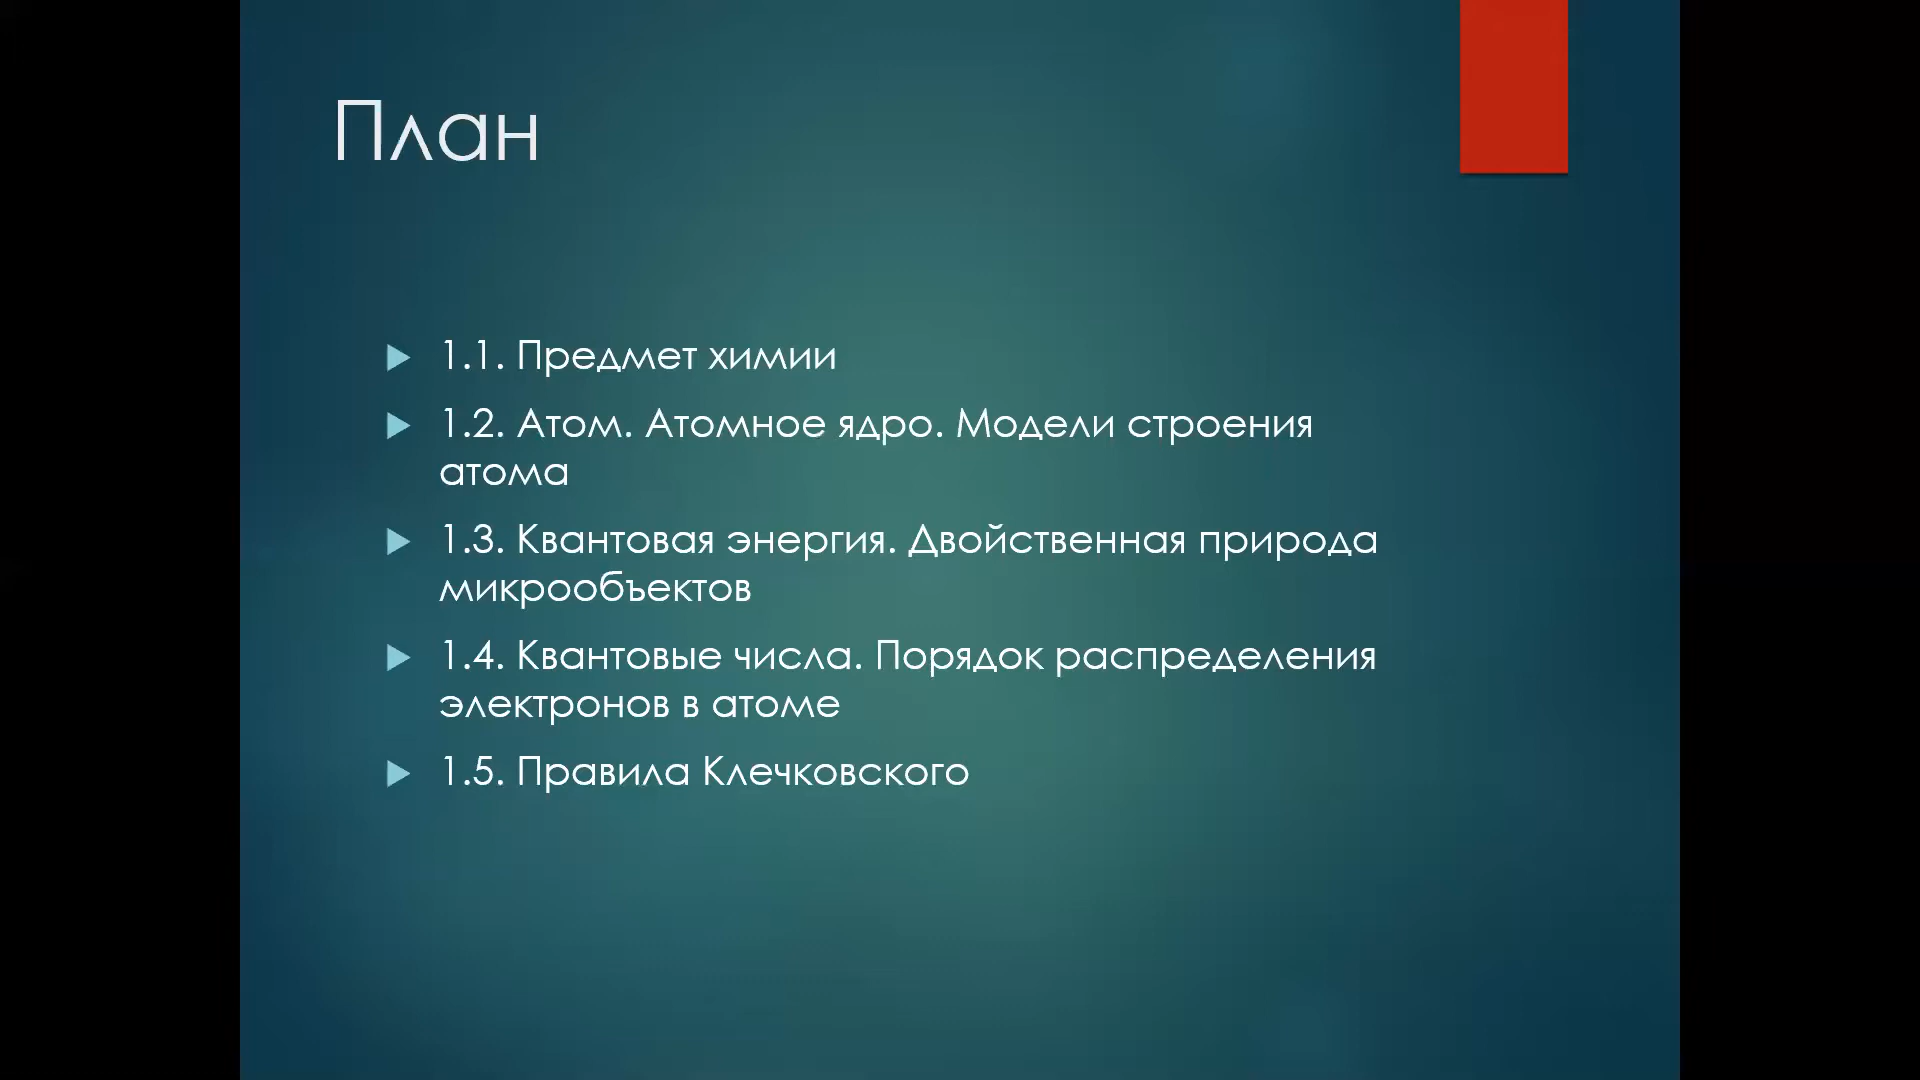 План
1.1. Предмет химии
1.2. Атом. Атомное ядро. Модели строения
атома
1.3. Квантовая энергия. Двойственная природа
микрообъектов
1.4. Квантовые числа. Порядок распределения
электронов в атоме
1.5. Правила Клечковского